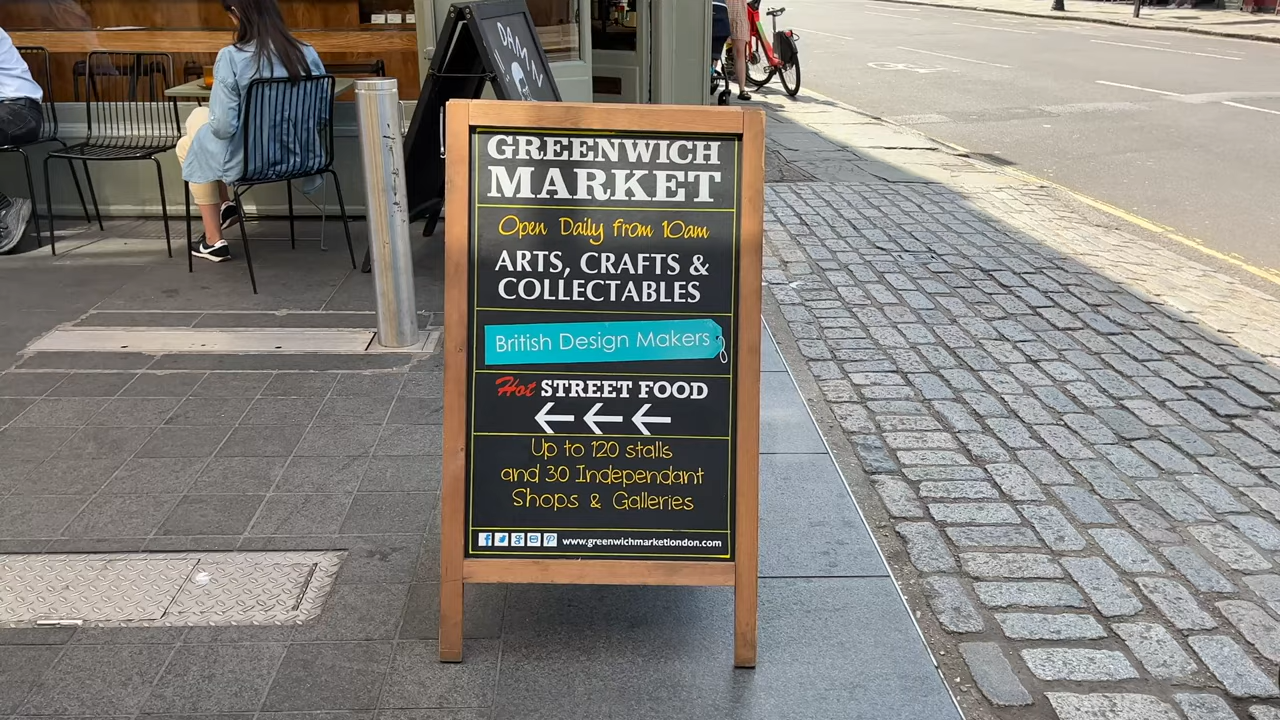 DAMN
GREENWICH
MARKET
Open Daily from 10am
ARTS, CRAFTS &
COLLECTABLES
British Design Makers
Hot STREET FOOD
Up to 120 stalls
and 30 Independant
Shops & Galleries
www.greenwichmarketlondon.com